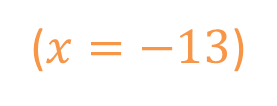 (x = −13)